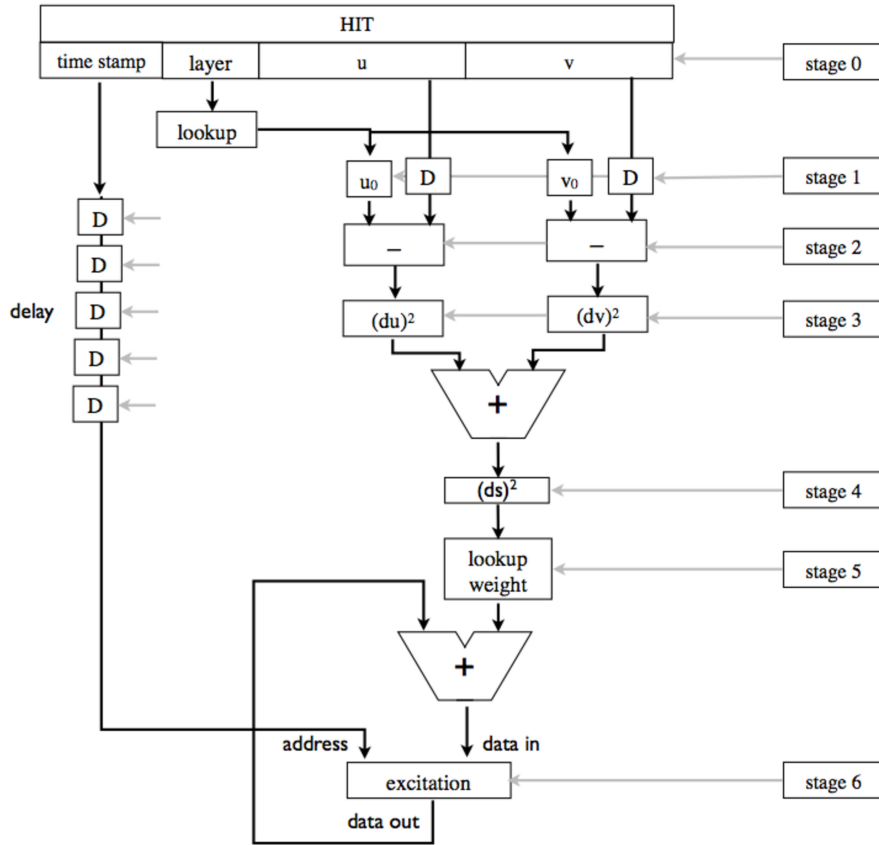 HIT
time stamp layer u v stage 0
lookup
u₀ D v₀ D stage 1
D
– – stage 2
D
delay D (du)² (dv)² stage 3
D
D
+
(ds)² stage 4
lookup
weight
stage 5
+
address data in
excitation stage 6
data out